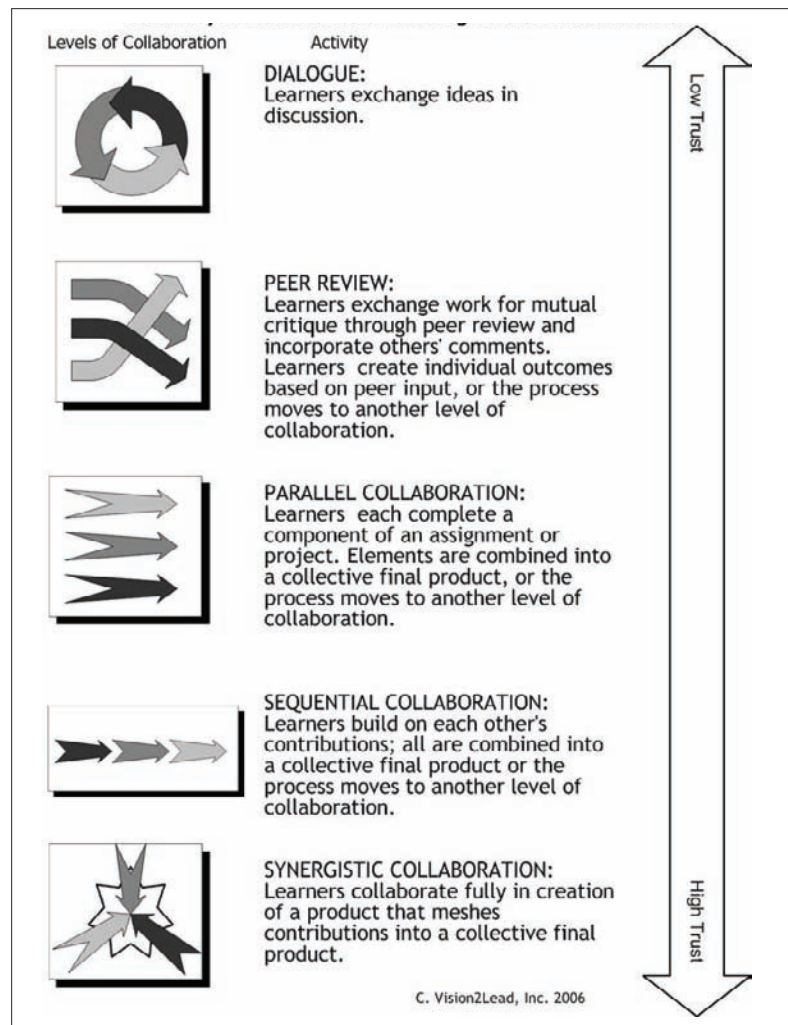 Levels of Collaboration
Activity
DIALOGUE:
Learners exchange ideas in
discussion.
Low Trust
PEER REVIEW:
Learners exchange work for mutual
critique through peer review and
incorporate others' comments.
Learners create individual outcomes
based on peer input, or the process
moves to another level of
collaboration.
PARALLEL COLLABORATION:
Learners each complete a
component of an assignment or
project. Elements are combined into
a collective final product, or the
process moves to another level of
collaboration.
SEQUENTIAL COLLABORATION:
Learners build on each other's
contributions; all are combined into
a collective final product or the
process moves to another level of
collaboration.
SYNERGISTIC COLLABORATION:
Learners collaborate fully in creation
of a product that meshes
contributions into a collective final
product.
High Trust
C. Vision2Lead, Inc. 2006